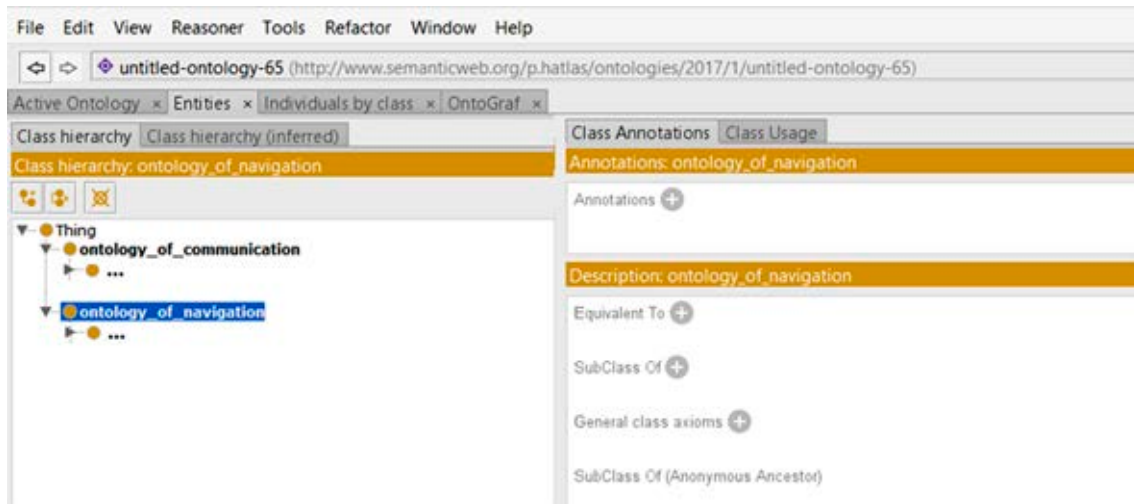 File Edit View Reasoner Tools Refactor Window Help
untitled-ontology-65 (http://www.semanticweb.org/p.hatlas/ontologies/2017/1/untitled-ontology-65)
Active Ontology × Entities × Individuals by class × OntoGraf ×
Class hierarchy Class hierarchy (inferred)
Class hierarchy: ontology_of_navigation
Thing
ontology_of_communication
...
ontology_of_navigation
...
Class Annotations Class Usage
Annotations: ontology_of_navigation
Annotations
Description: ontology_of_navigation
Equivalent To
SubClass Of
General class axioms
SubClass Of (Anonymous Ancestor)